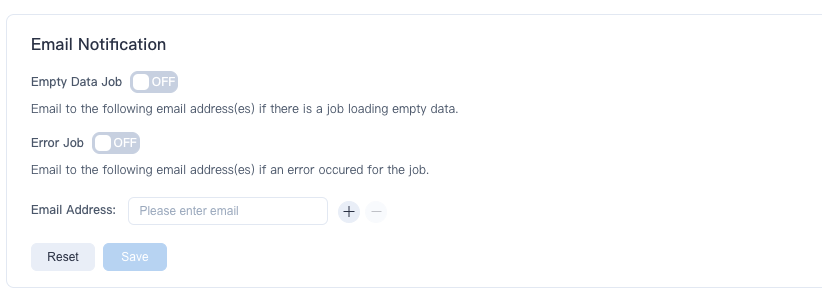 Email Notification
Empty Data Job OFF
Email to the following email address(es) if there is a job loading empty data.
Error Job OFF
Email to the following email address(es) if an error occured for the job.
Email Address: Please enter email + −
Reset Save